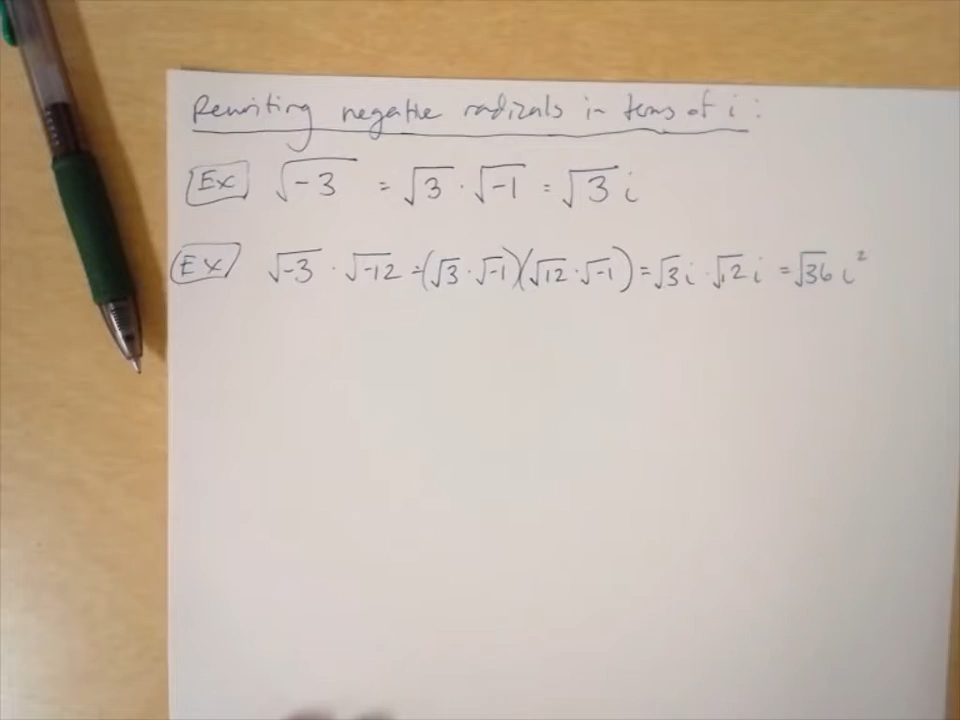 Rewriting negative radicals in terms of i :
Ex √-3 = √3 · √-1 = √3 i
Ex √-3 · √-12 = (√3 · √-1)(√12 · √-1) = √3 i · √12 i = √36 i²